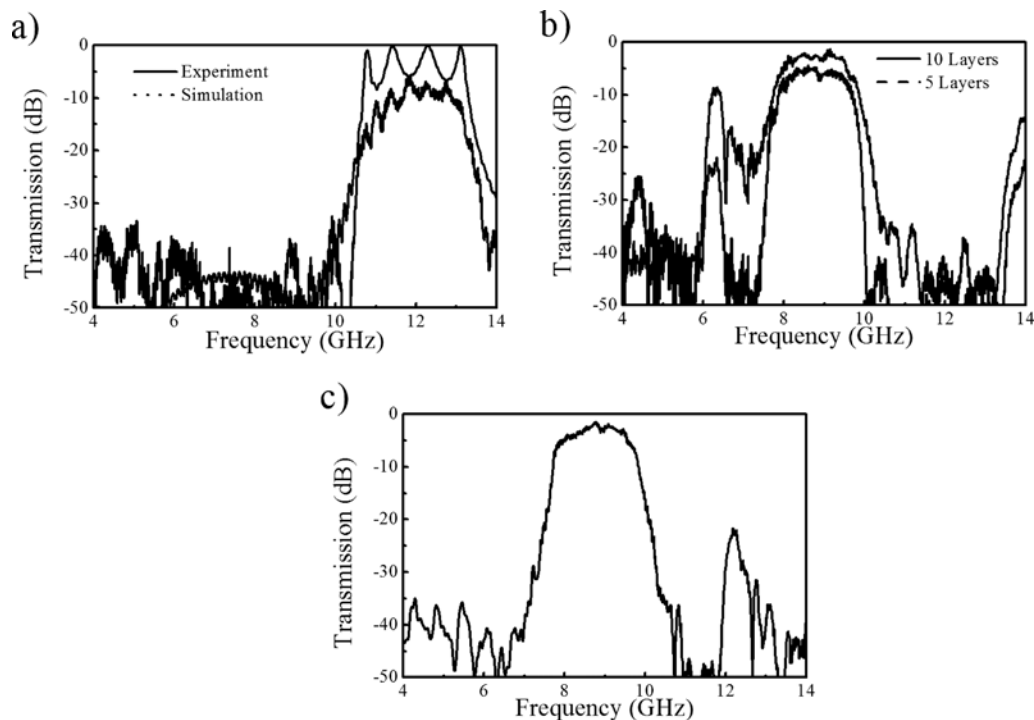 a)
0
-10
-20
-30
-40
-50
Transmission (dB)
Experiment
Simulation
4 6 8 10 12 14
Frequency (GHz)
b)
0
-10
-20
-30
-40
-50
Transmission (dB)
10 Layers
5 Layers
4 6 8 10 12 14
Frequency (GHz)
c)
0
-10
-20
-30
-40
-50
Transmission (dB)
4 6 8 10 12 14
Frequency (GHz)